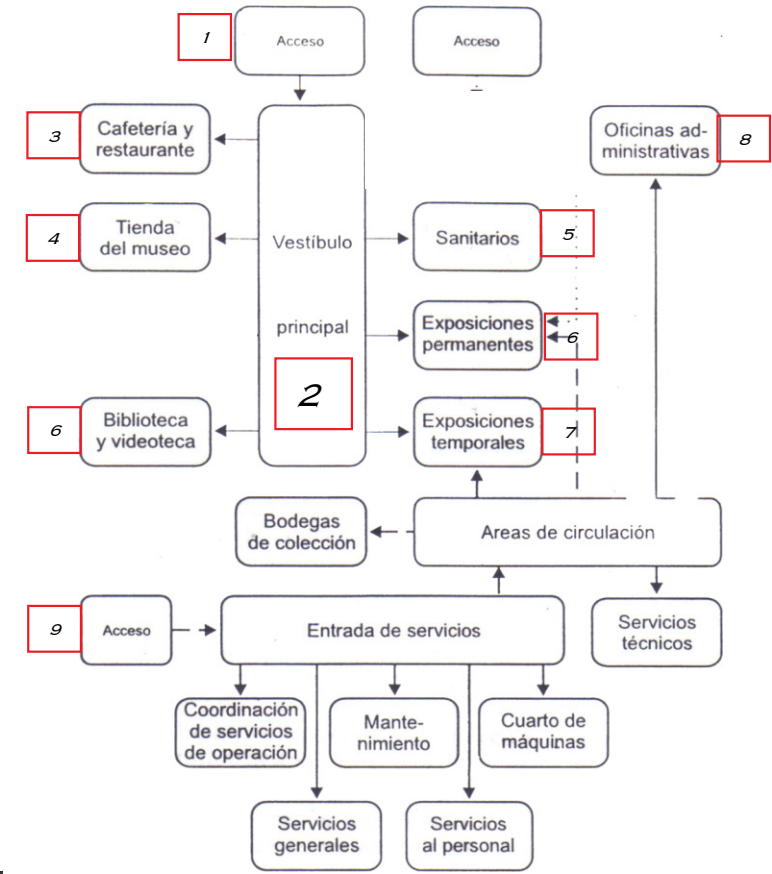 1
Acceso
Acceso
3
Cafetería y
restaurante
Oficinas ad-
ministrativas
8
4
Tienda
del museo
Vestíbulo
principal
2
Sanitarios
5
Exposiciones
permanentes
6
6
Biblioteca
y videoteca
Exposiciones
temporales
7
Bodegas
de colección
Areas de circulación
9
Acceso
Entrada de servicios
Servicios
técnicos
Coordinación
de servicios
de operación
Mante-
nimiento
Cuarto de
máquinas
Servicios
generales
Servicios
al personal